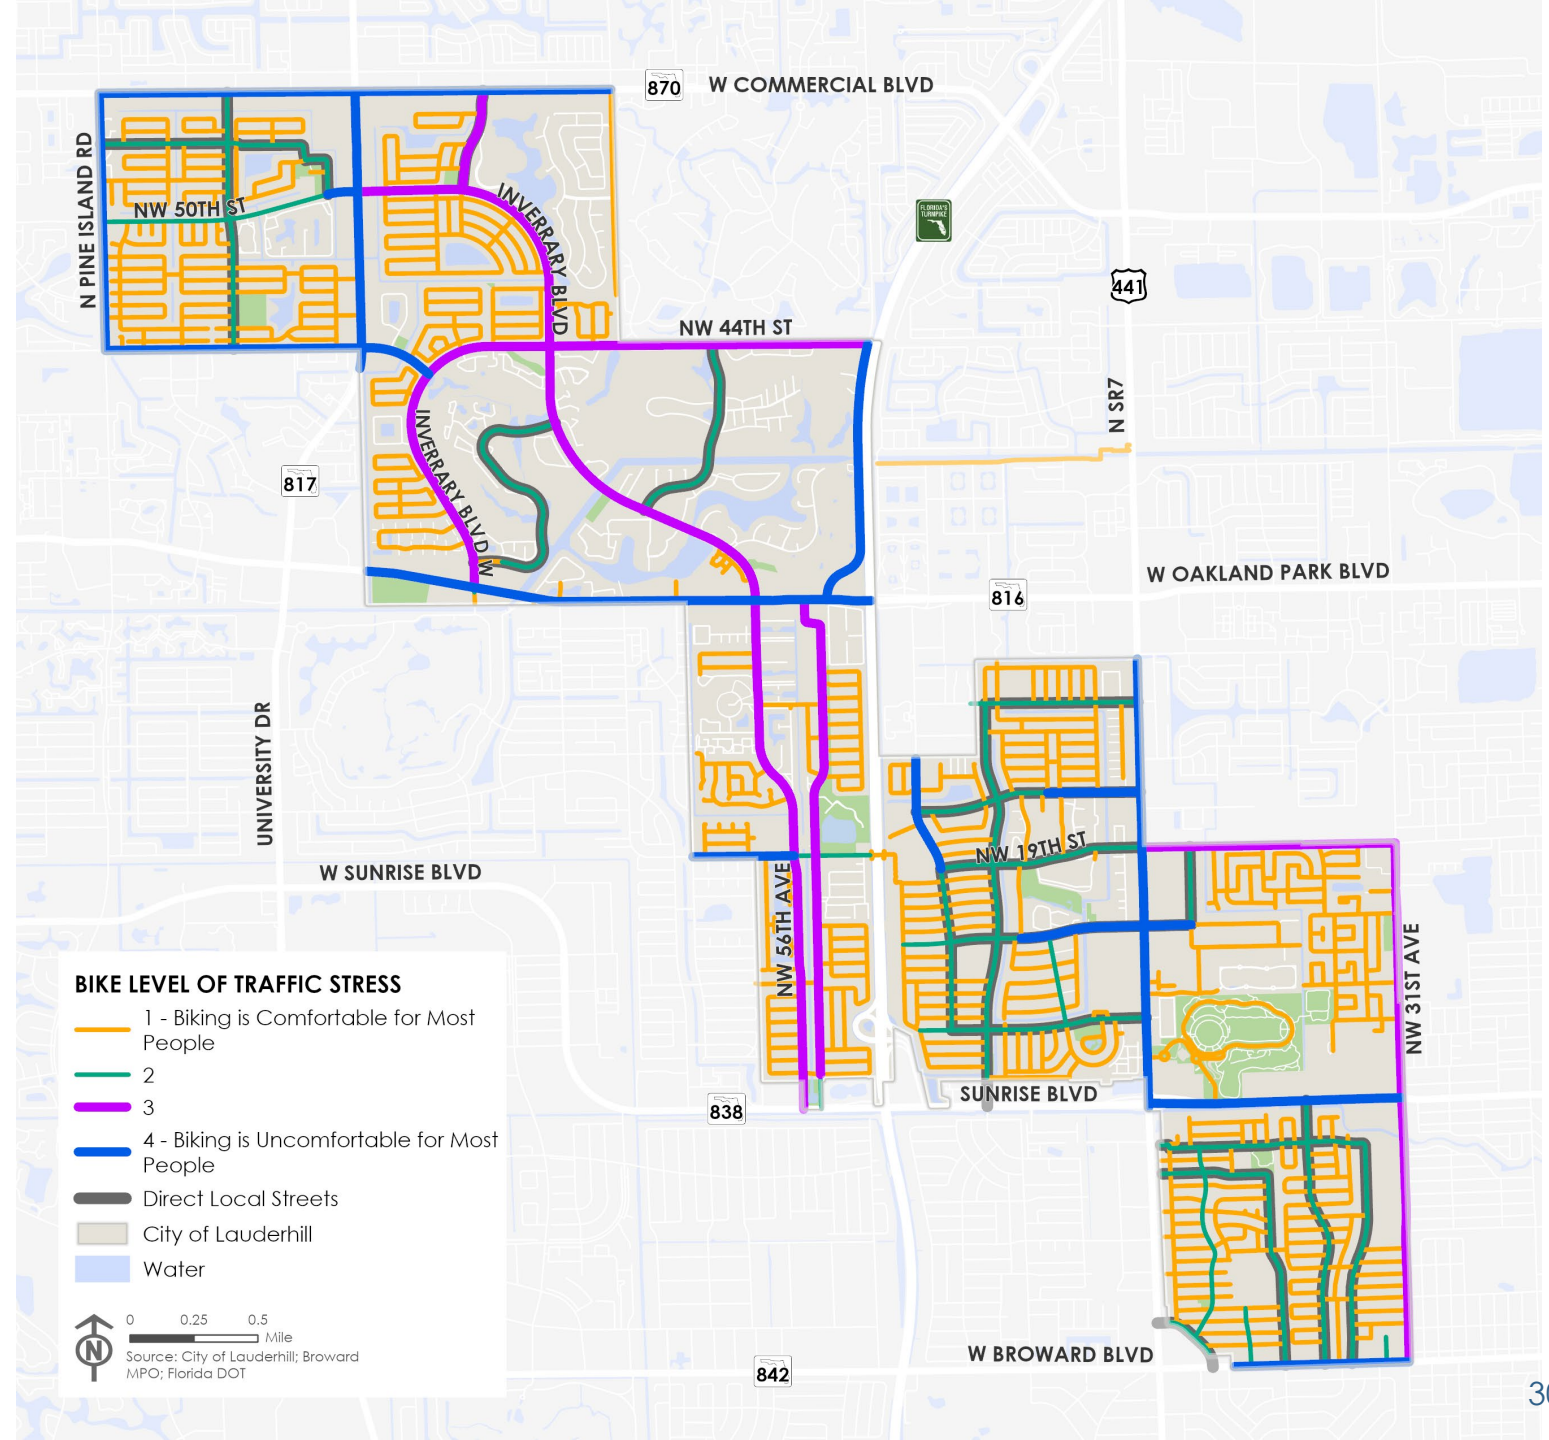 870
W COMMERCIAL BLVD
N PINE ISLAND RD
NW 50TH ST
INVERRARY BLVD
FLORIDA'S
TURNPIKE
441
NW 44TH ST
N SR7
INVERRARY BLVD W
817
W OAKLAND PARK BLVD
816
UNIVERSITY DR
NW 19TH ST
W SUNRISE BLVD
NW 56TH AVE
NW 31ST AVE
SUNRISE BLVD
838
BIKE LEVEL OF TRAFFIC STRESS
1 - Biking is Comfortable for Most
People
2
3
4 - Biking is Uncomfortable for Most
People
Direct Local Streets
City of Lauderhill
Water
N
0 0.25 0.5
Mile
Source: City of Lauderhill; Broward
MPO; Florida DOT
W BROWARD BLVD
842